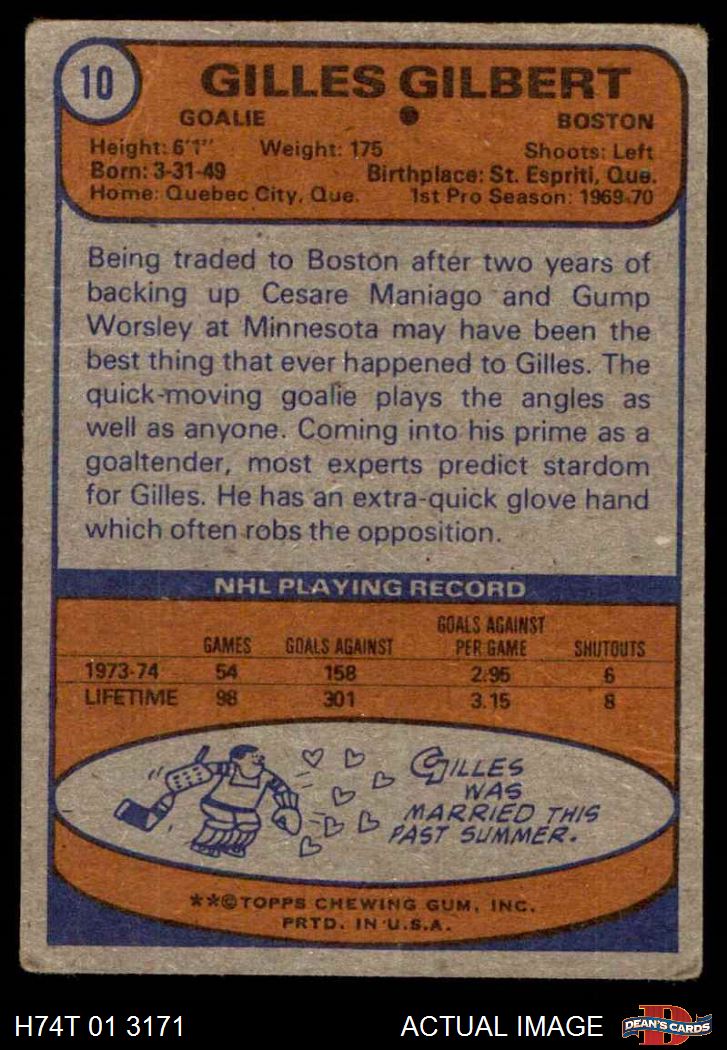 10
GILLES GILBERT
GOALIE BOSTON
Height: 6'1" Weight: 175 Shoots: Left
Born: 3-31-49 Birthplace: St. Espriti, Que.
Home: Quebec City, Que. 1st Pro Season: 1969-70
Being traded to Boston after two years of
backing up Cesare Maniago and Gump
Worsley at Minnesota may have been the
best thing that ever happened to Gilles. The
quick-moving goalie plays the angles as
well as anyone. Coming into his prime as a
goaltender, most experts predict stardom
for Gilles. He has an extra-quick glove hand
which often robs the opposition.
NHL PLAYING RECORD
GAMES GOALS AGAINST GOALS AGAINST PER GAME SHUTOUTS
1973-74 54 158 2.95 6
LIFETIME 98 301 3.15 8
GILLES
WAS
MARRIED THIS
PAST SUMMER.
**©TOPPS CHEWING GUM, INC.
PRTD. IN U.S.A.
H74T 01 3171 ACTUAL IMAGE D DEAN'S CARDS